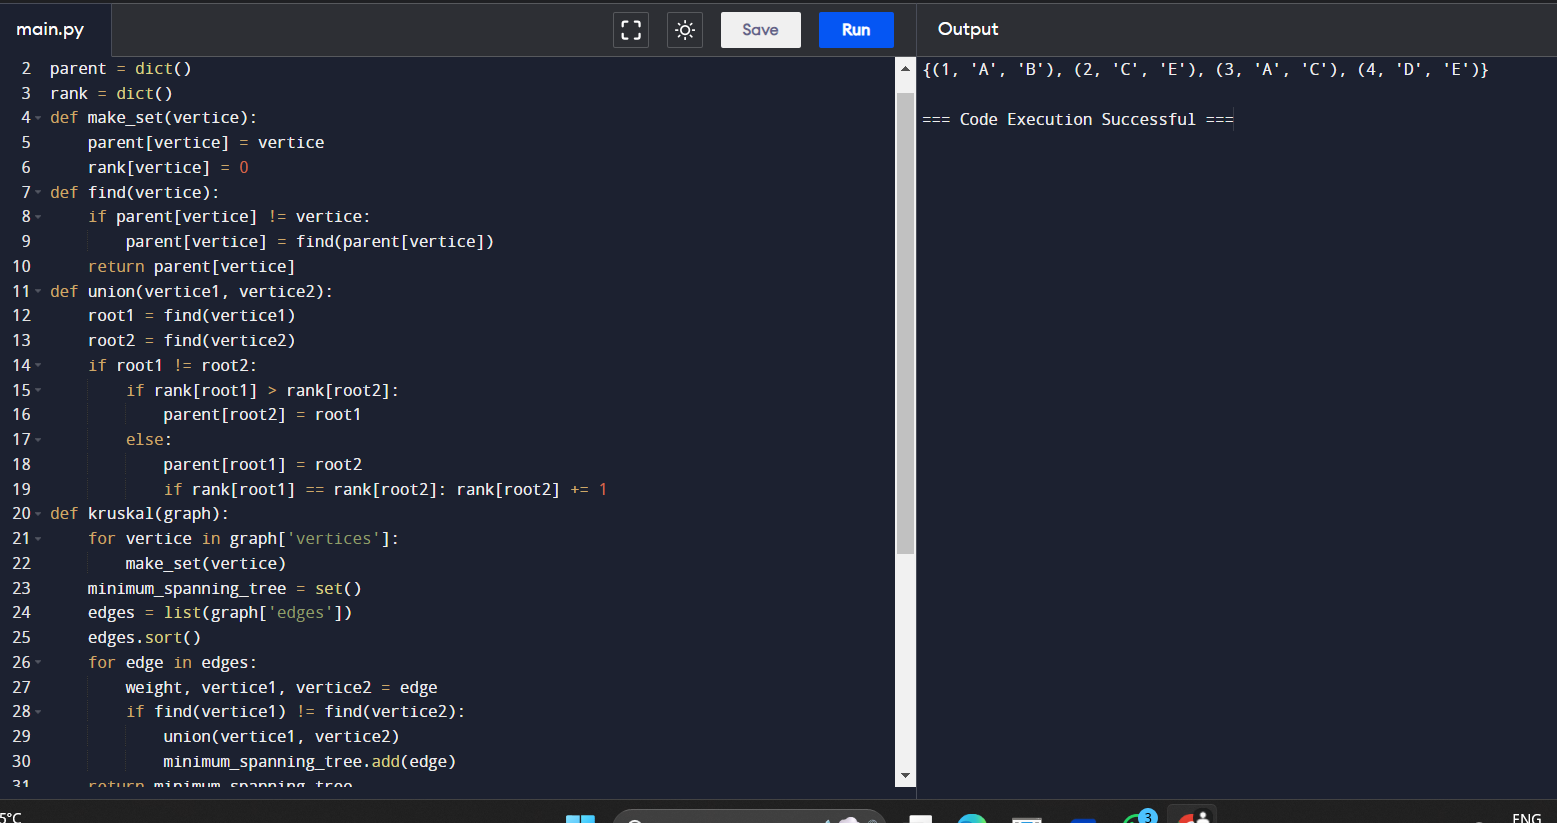 main.py
Save
Run
Output
2 parent = dict()
3 rank = dict()
4 def make_set(vertice):
5     parent[vertice] = vertice
6     rank[vertice] = 0
7 def find(vertice):
8     if parent[vertice] != vertice:
9         parent[vertice] = find(parent[vertice])
10     return parent[vertice]
11 def union(vertice1, vertice2):
12     root1 = find(vertice1)
13     root2 = find(vertice2)
14     if root1 != root2:
15         if rank[root1] > rank[root2]:
16             parent[root2] = root1
17         else:
18             parent[root1] = root2
19             if rank[root1] == rank[root2]: rank[root2] += 1
20 def kruskal(graph):
21     for vertice in graph['vertices']:
22         make_set(vertice)
23     minimum_spanning_tree = set()
24     edges = list(graph['edges'])
25     edges.sort()
26     for edge in edges:
27         weight, vertice1, vertice2 = edge
28         if find(vertice1) != find(vertice2):
29             union(vertice1, vertice2)
30             minimum_spanning_tree.add(edge)
31     return minimum_spanning_tree
{(1, 'A', 'B'), (2, 'C', 'E'), (3, 'A', 'C'), (4, 'D', 'E')}
=== Code Execution Successful ===
5°C
3
ENG